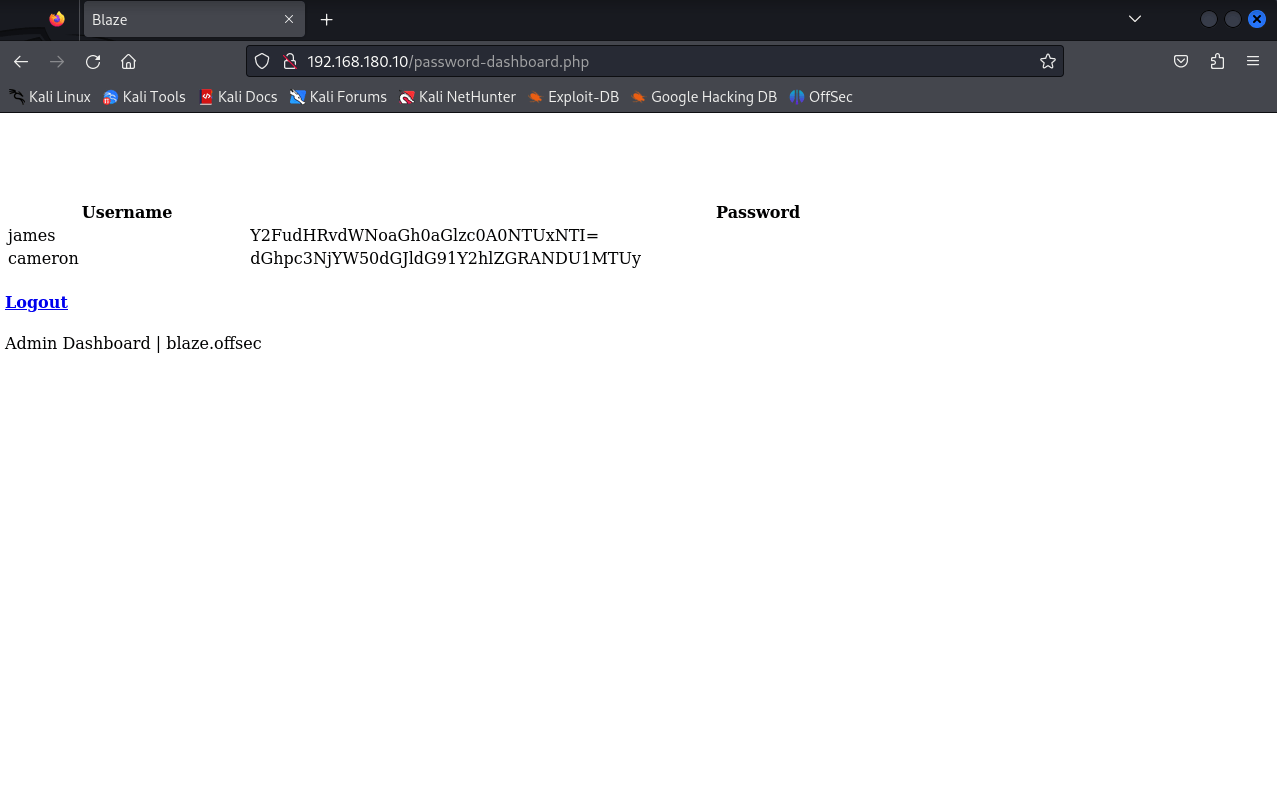 Blaze
192.168.180.10/password-dashboard.php
Kali Linux Kali Tools Kali Docs Kali Forums Kali NetHunter Exploit-DB Google Hacking DB OffSec
Username Password
james Y2FudHRvdWNoaGh0aGlzc0A0NTUxNTI=
cameron dGhpc3NjYW50dGJldG91Y2hlZGRANDU1MTUy
Logout
Admin Dashboard | blaze.offsec